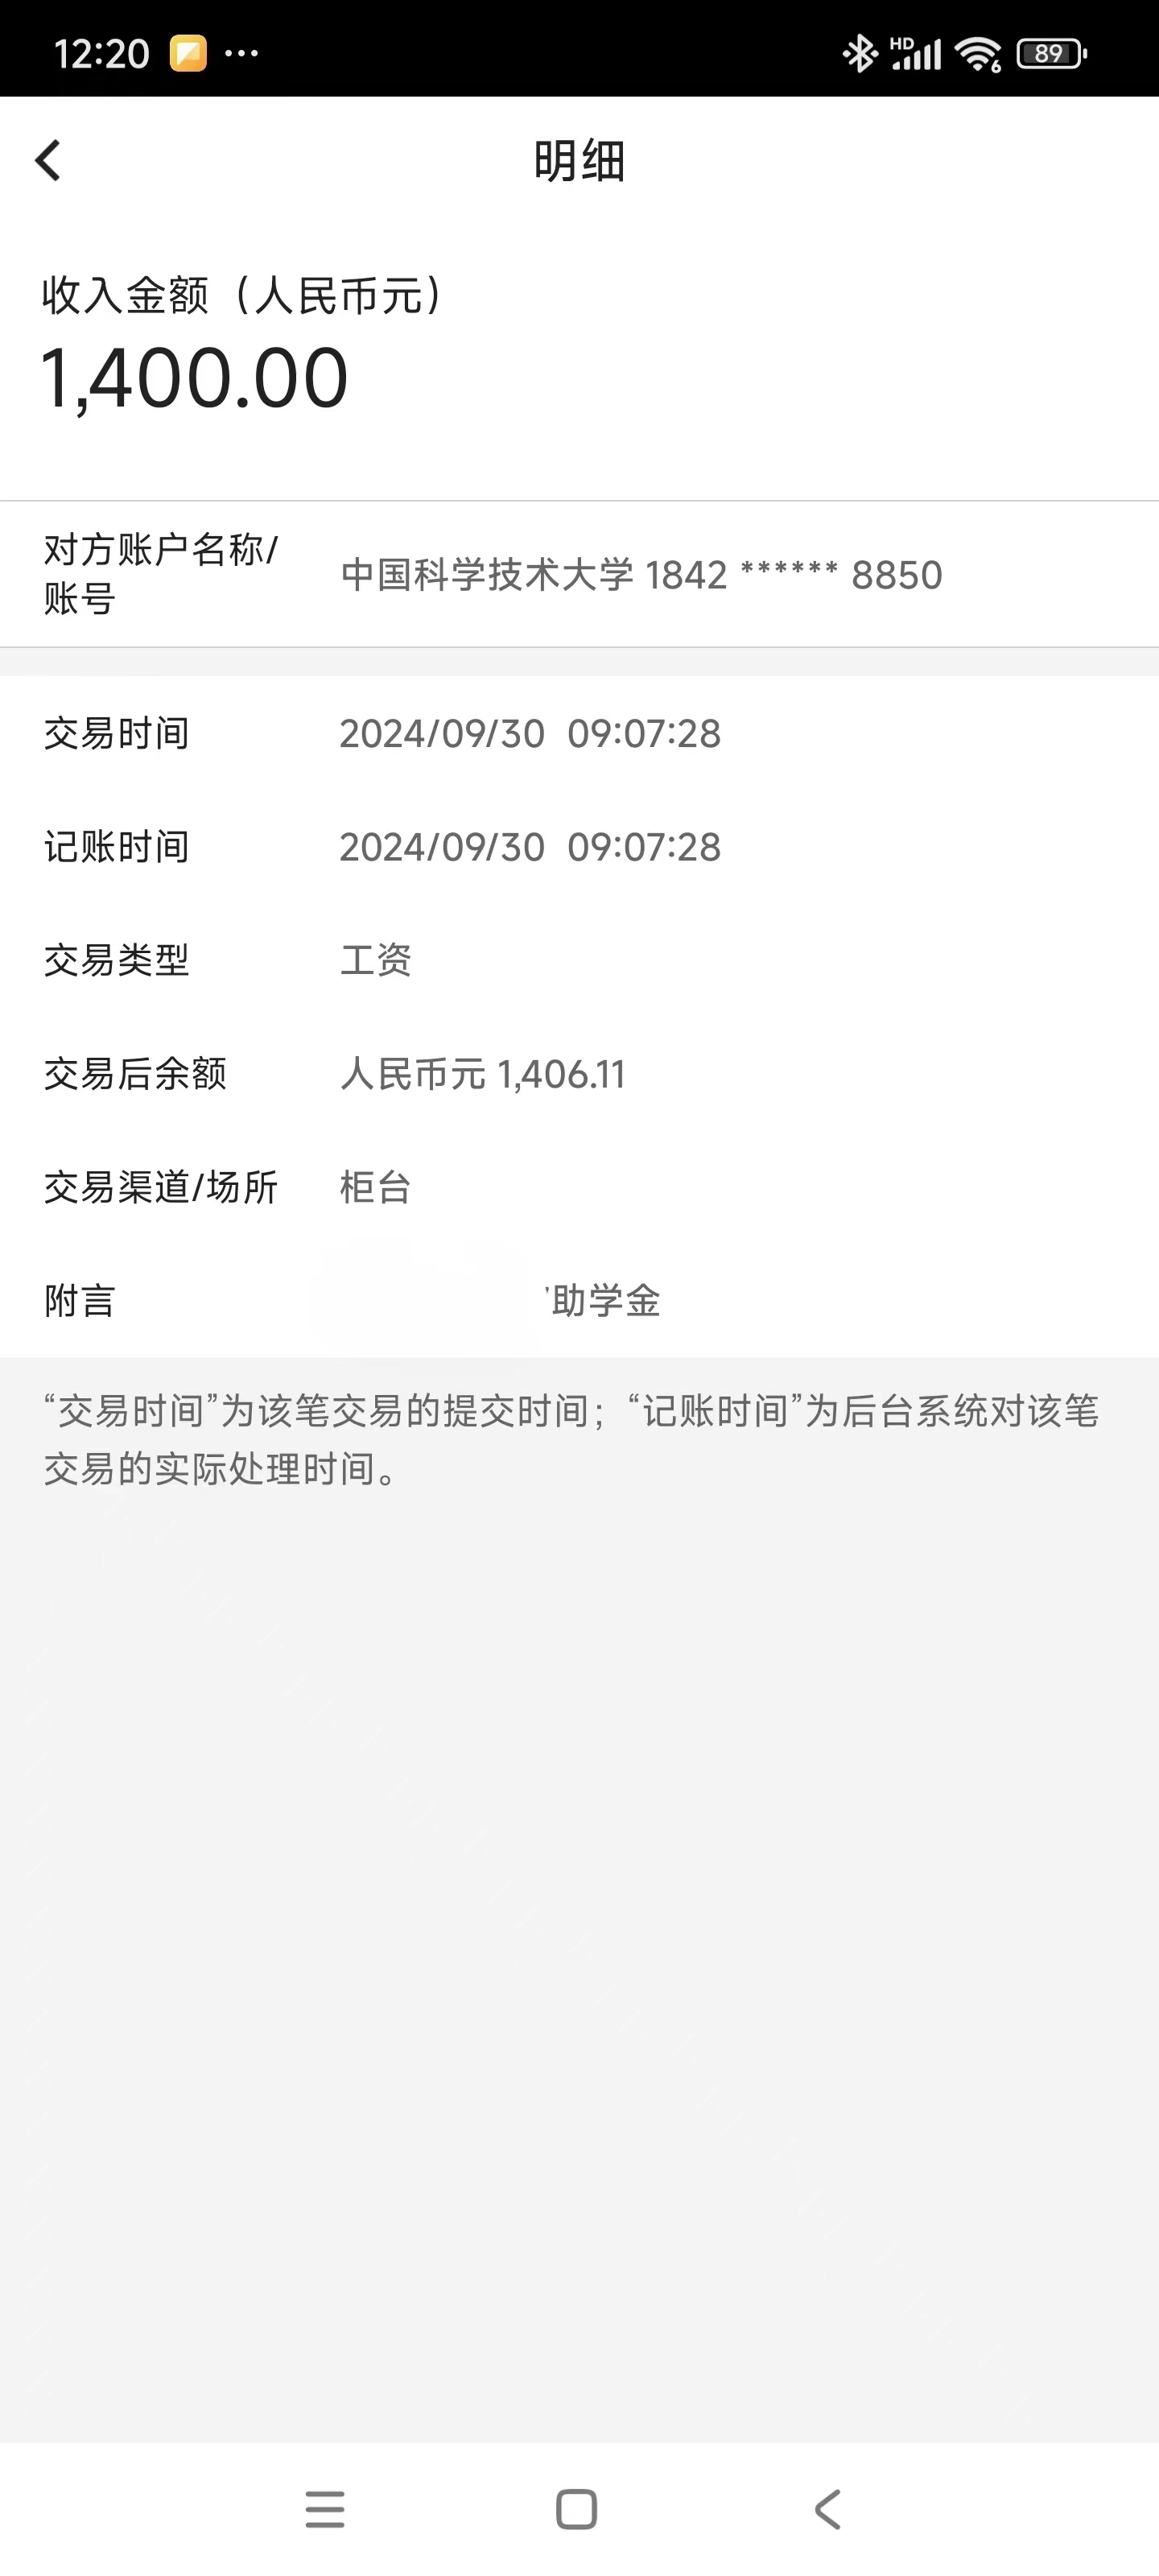 12:20
HD
6
89
明细
收入金额（人民币元）
1,400.00
对方账户名称/
账号
中国科学技术大学 1842 ****** 8850
交易时间 2024/09/30 09:07:28
记账时间 2024/09/30 09:07:28
交易类型 工资
交易后余额 人民币元 1,406.11
交易渠道/场所 柜台
附言 助学金
“交易时间”为该笔交易的提交时间；“记账时间”为后台系统对该笔
交易的实际处理时间。